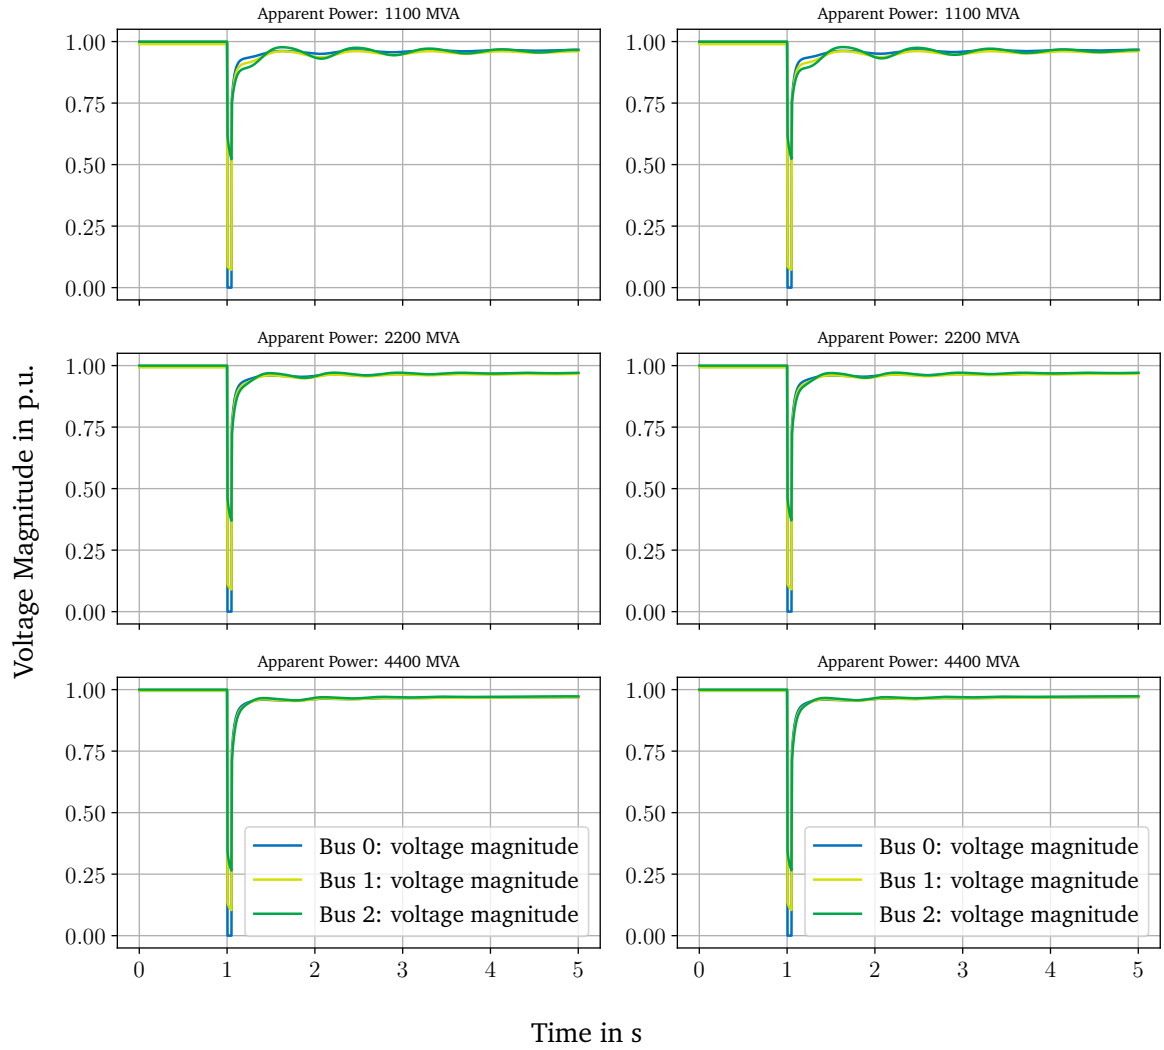 Apparent Power: 1100 MVA
Apparent Power: 1100 MVA
1.00
0.75
0.50
0.25
0.00
1.00
0.75
0.50
0.25
0.00
Apparent Power: 2200 MVA
Apparent Power: 2200 MVA
1.00
0.75
0.50
0.25
0.00
1.00
0.75
0.50
0.25
0.00
Voltage Magnitude in p.u.
Apparent Power: 4400 MVA
Apparent Power: 4400 MVA
1.00
0.75
0.50
0.25
0.00
Bus 0: voltage magnitude
Bus 1: voltage magnitude
Bus 2: voltage magnitude
0 1 2 3 4 5
1.00
0.75
0.50
0.25
0.00
Bus 0: voltage magnitude
Bus 1: voltage magnitude
Bus 2: voltage magnitude
0 1 2 3 4 5
Time in s